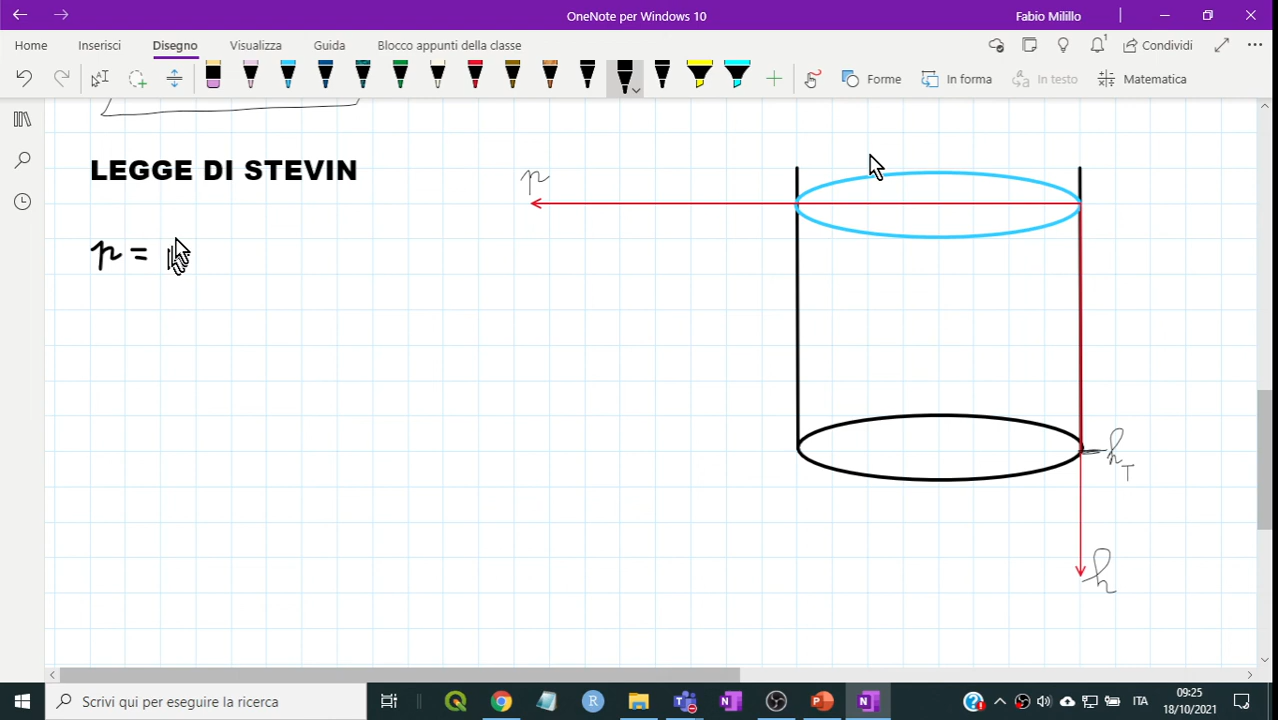 OneNote per Windows 10
Fabio Milillo
Home Inserisci Disegno Visualizza Guida Blocco appunti della classe Condividi
Forme In forma In testo Matematica
LEGGE DI STEVIN
p
p =
h_T
h
Scrivi qui per eseguire la ricerca
ITA
09:25
18/10/2021